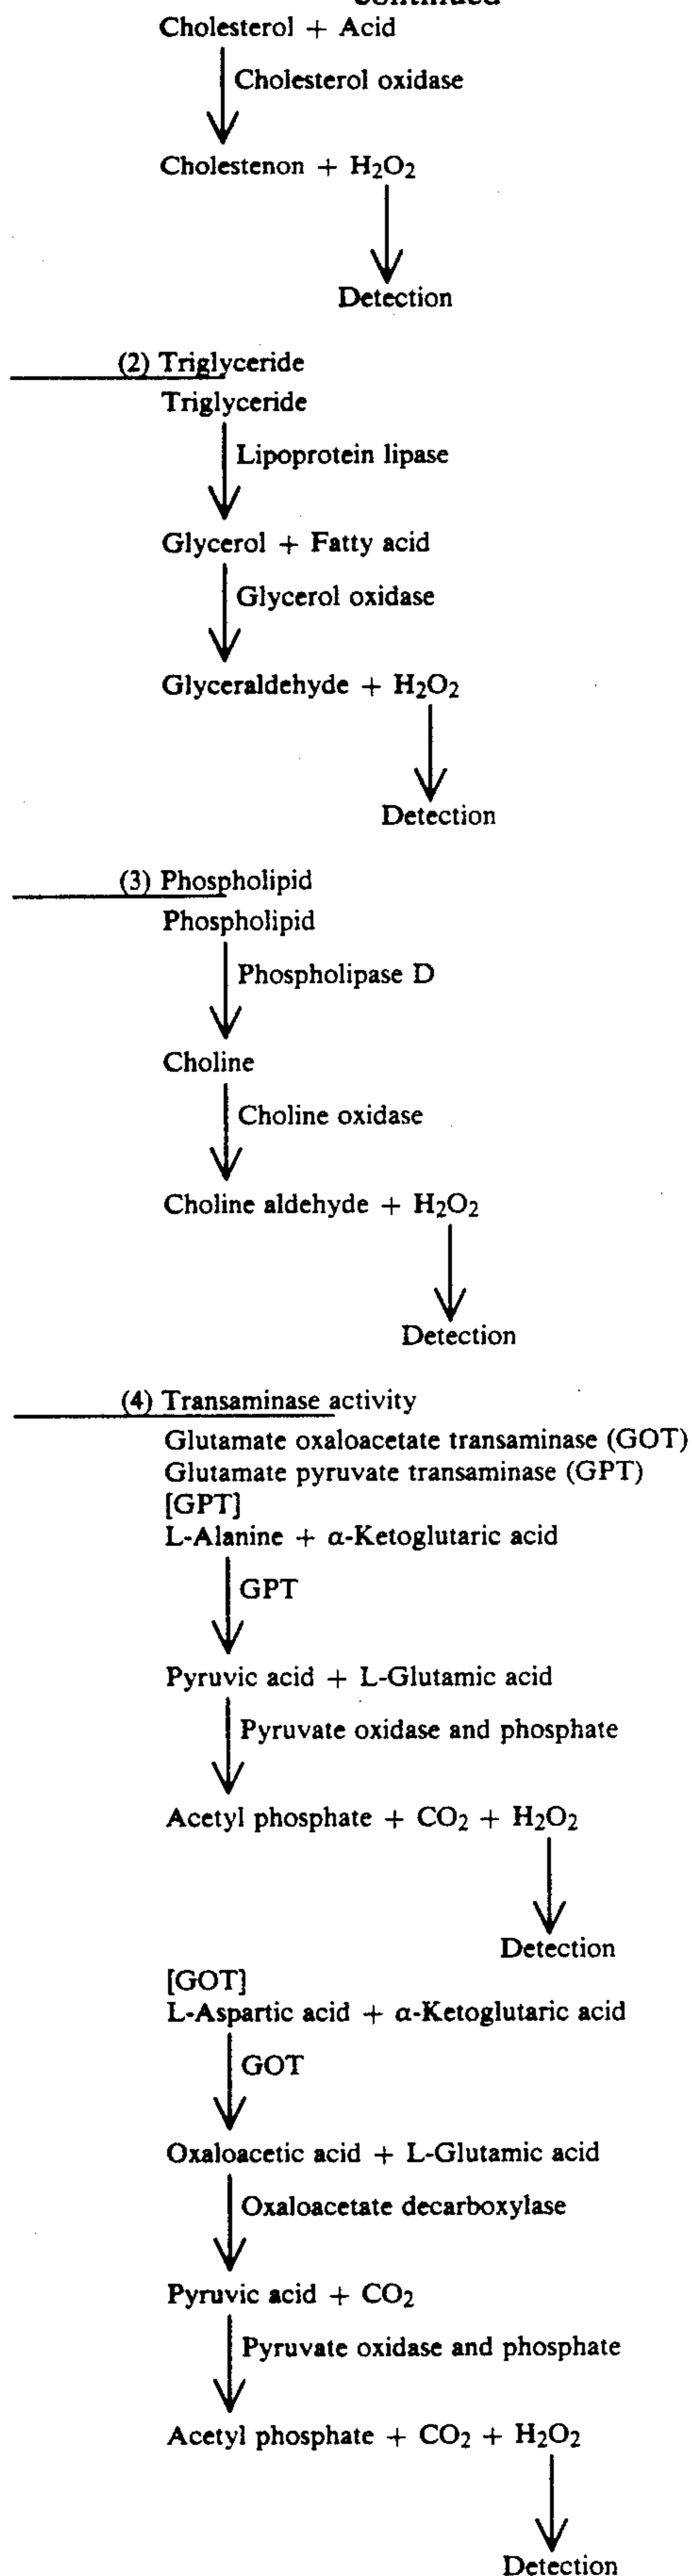 Cholesterol + Acid
Cholesterol oxidase
Cholestenon + H₂O₂
Detection
(2) Triglyceride
Triglyceride
Lipoprotein lipase
Glycerol + Fatty acid
Glycerol oxidase
Glyceraldehyde + H₂O₂
Detection
(3) Phospholipid
Phospholipid
Phospholipase D
Choline
Choline oxidase
Choline aldehyde + H₂O₂
Detection
(4) Transaminase activity
Glutamate oxaloacetate transaminase (GOT)
Glutamate pyruvate transaminase (GPT)
[GPT]
L-Alanine + α-Ketoglutaric acid
GPT
Pyruvic acid + L-Glutamic acid
Pyruvate oxidase and phosphate
Acetyl phosphate + CO₂ + H₂O₂
Detection
[GOT]
L-Aspartic acid + α-Ketoglutaric acid
GOT
Oxaloacetic acid + L-Glutamic acid
Oxaloacetate decarboxylase
Pyruvic acid + CO₂
Pyruvate oxidase and phosphate
Acetyl phosphate + CO₂ + H₂O₂
Detection